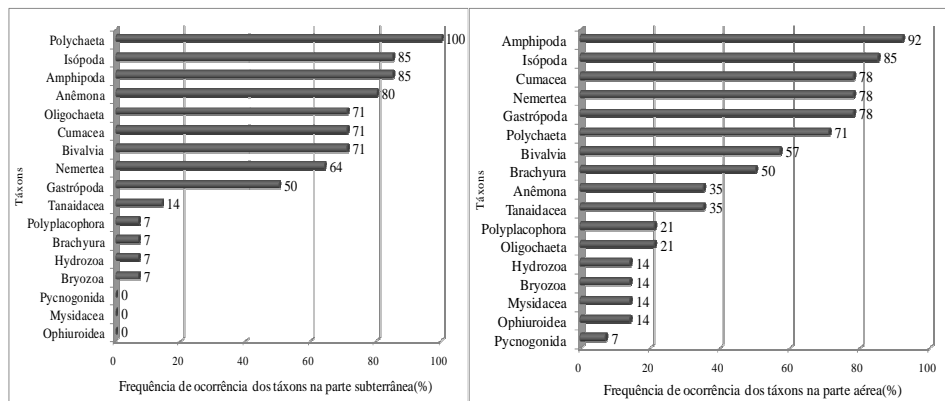 Táxons
Polychaeta 100
Isópoda 85
Amphipoda 85
Anêmona 80
Oligochaeta 71
Cumacea 71
Bivalvia 71
Nemertea 64
Gastrópoda 50
Tanaidacea 14
Polyplacophora 7
Brachyura 7
Hydrozoa 7
Bryozoa 7
Pycnogonida 0
Mysidacea 0
Ophiuroidea 0
0 20 40 60 80 100
Frequência de ocorrência dos táxons na parte subterrânea(%)
Táxons
Amphipoda 92
Isópoda 85
Cumacea 78
Nemertea 78
Gastrópoda 78
Polychaeta 71
Bivalvia 57
Brachyura 50
Anêmona 35
Tanaidacea 35
Polyplacophora 21
Oligochaeta 21
Hydrozoa 14
Bryozoa 14
Mysidacea 14
Ophiuroidea 14
Pycnogonida 7
0 20 40 60 80 100
Frequência de ocorrência dos táxons na parte aérea(%)